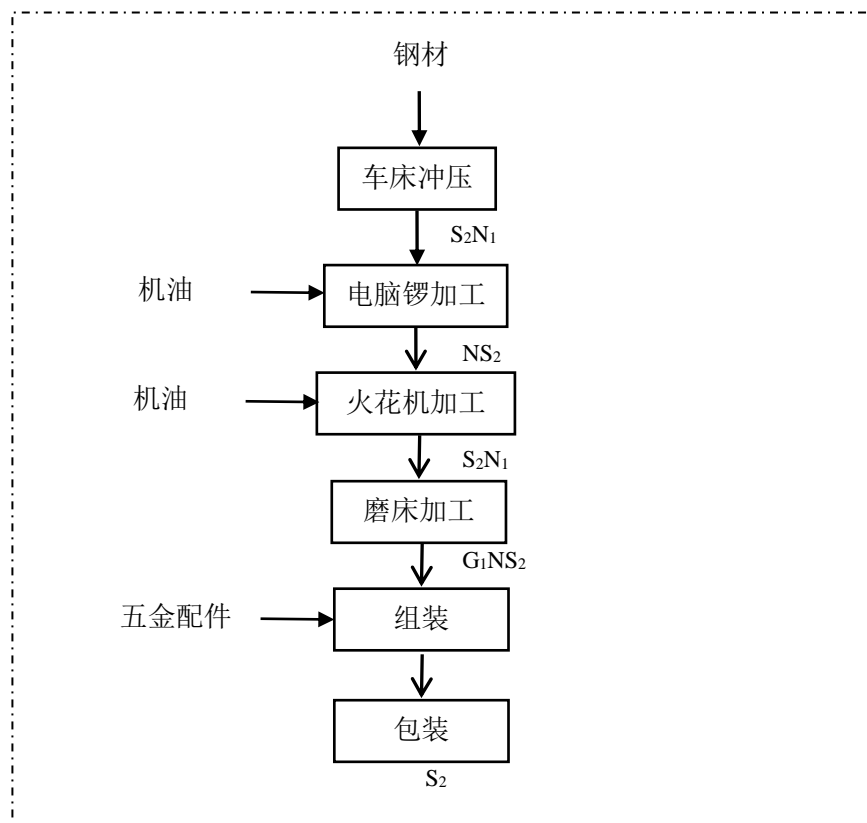 钢材
车床冲压
S₂N₁
机油
电脑锣加工
NS₂
机油
火花机加工
S₂N₁
磨床加工
G₁NS₂
五金配件
组装
包装
S₂